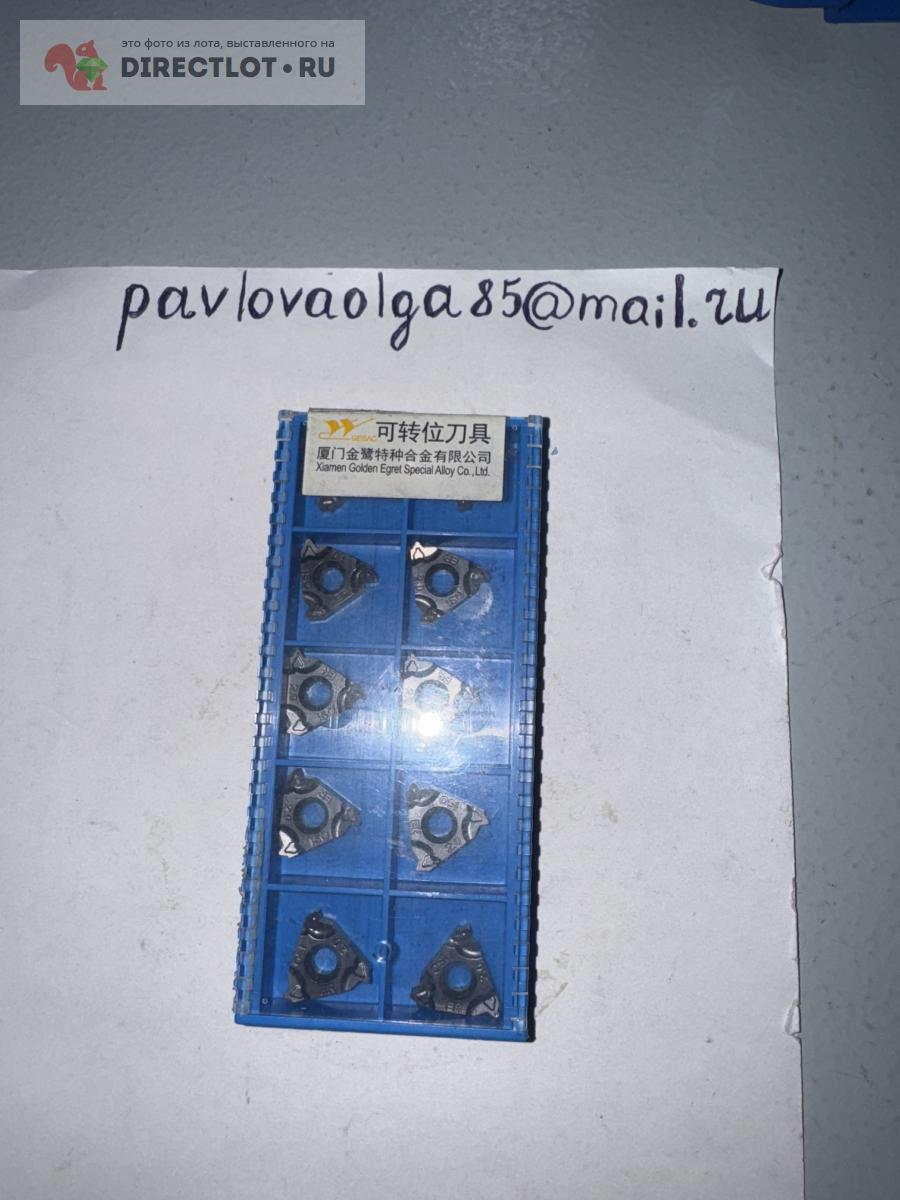 это фото из лота, выставленного на
DIRECTLOT.RU
pavlovaolga85@mail.ru
GESAC
可转位刀具
厦门金鹭特种合金有限公司
Xiamen Golden Egret Special Alloy Co.,Ltd.